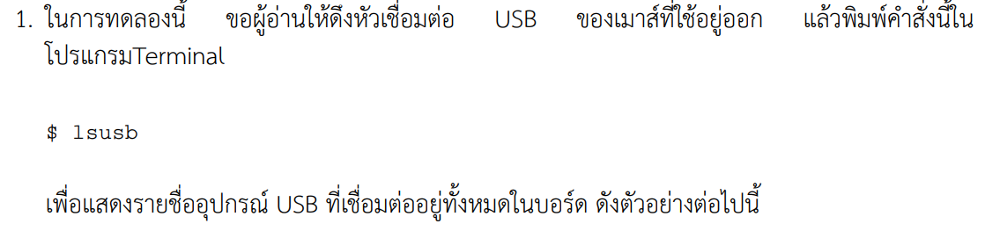 1. ในการทดลองนี้ ขอผู้อ่านให้ดึงหัวเชื่อมต่อ USB ของเมาส์ที่ใช้อยู่ออก แล้วพิมพ์คำสั่งนี้ใน
โปรแกรมTerminal
$ lsusb
เพื่อแสดงรายชื่ออุปกรณ์ USB ที่เชื่อมต่ออยู่ทั้งหมดในบอร์ด ดังตัวอย่างต่อไปนี้